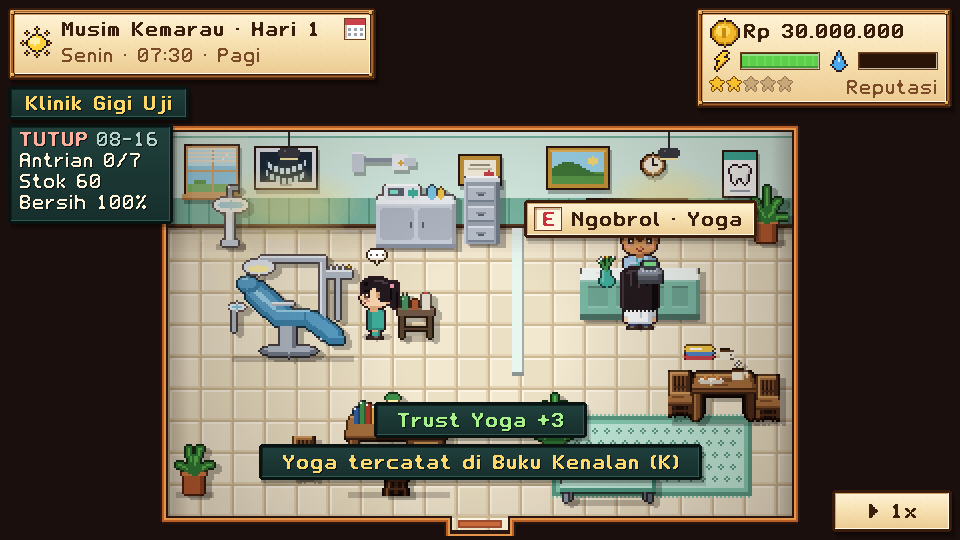 Musim Kemarau · Hari 1
Senin · 07:30 · Pagi
Rp 30.000.000
Reputasi
Klinik Gigi Uji
TUTUP 08-16
Antrian 0/7
Stok 60
Bersih 100%
E Ngobrol · Yoga
Trust Yoga +3
Yoga tercatat di Buku Kenalan (K)
1x